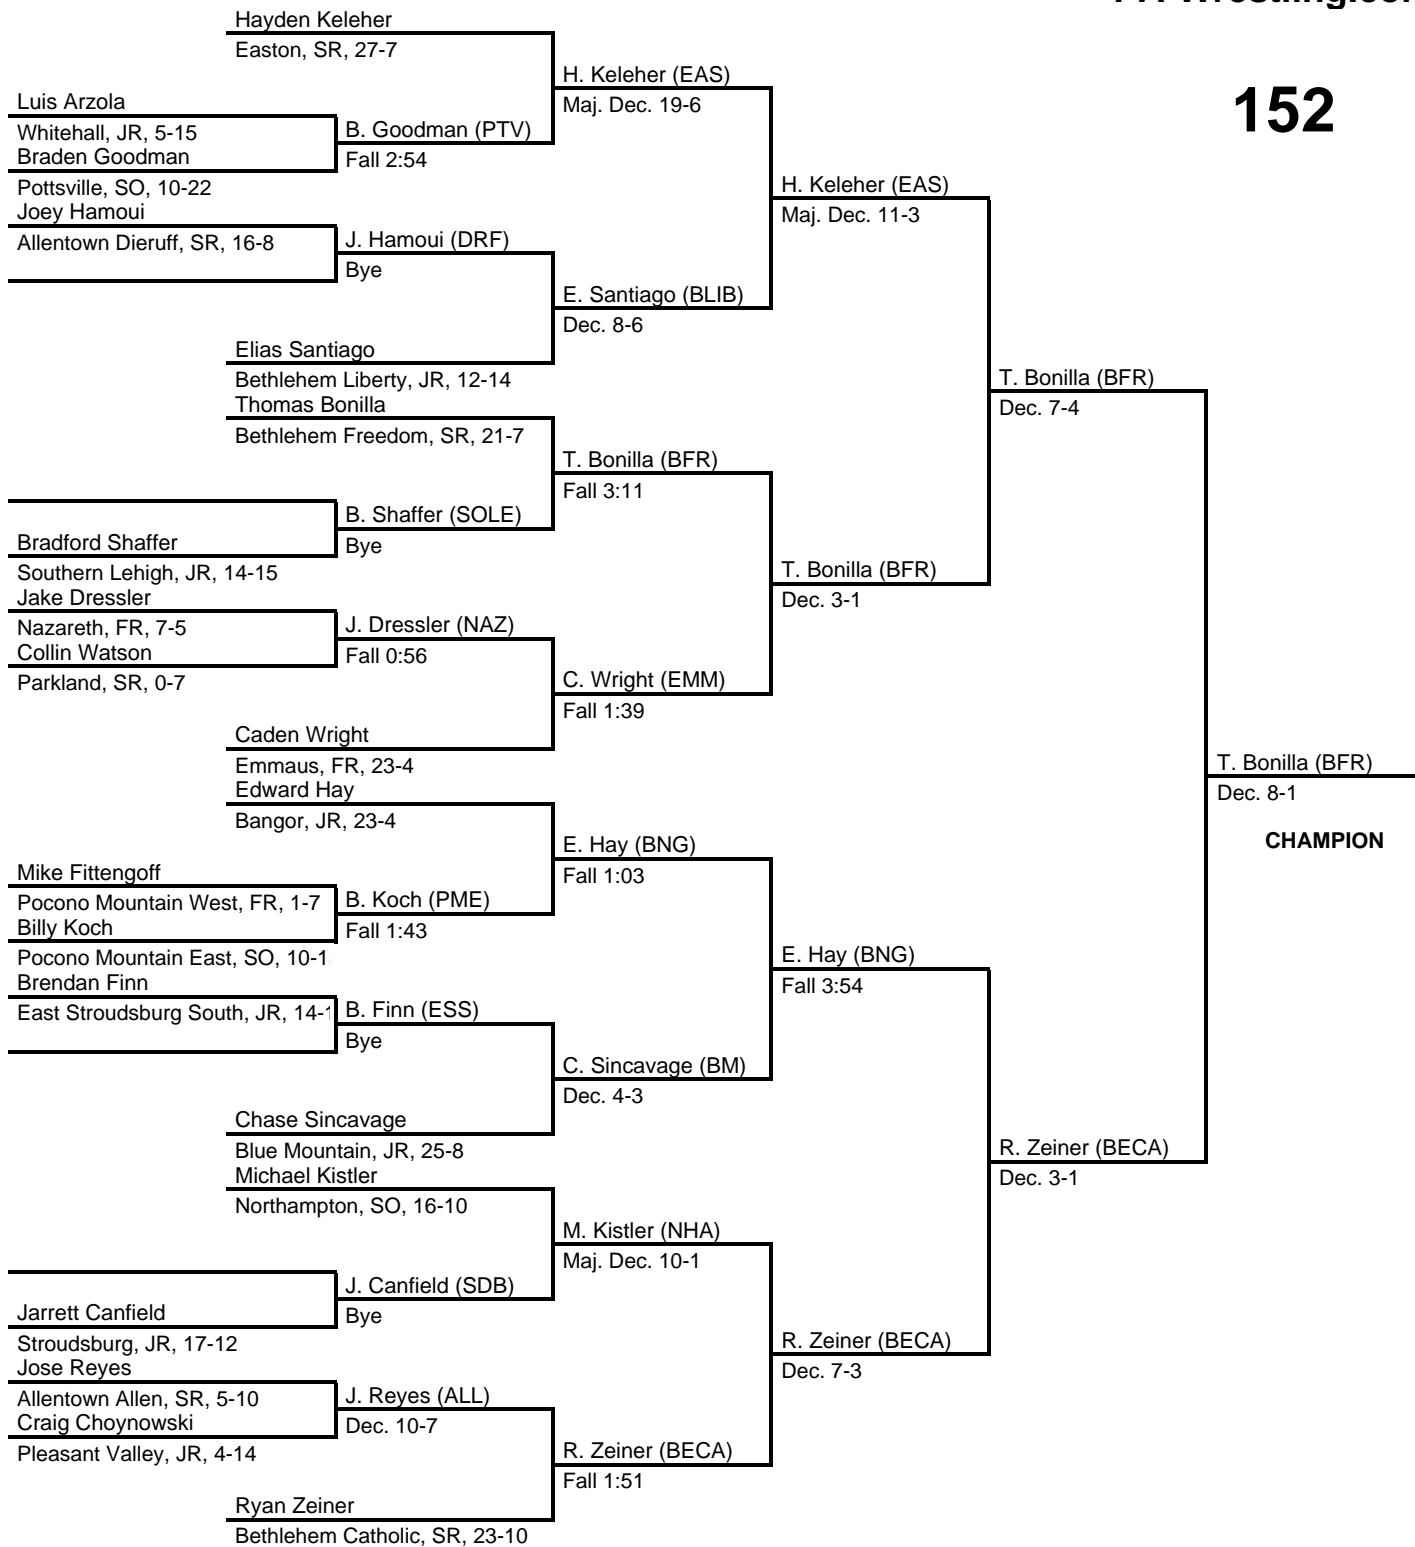 Hayden Keleher
Easton, SR, 27-7
H. Keleher (EAS)
Maj. Dec. 19-6
152
Luis Arzola
Whitehall, JR, 5-15
B. Goodman (PTV)
Braden Goodman
Fall 2:54
Pottsville, SO, 10-22
H. Keleher (EAS)
Joey Hamoui
Maj. Dec. 11-3
Allentown Dieruff, SR, 16-8
J. Hamoui (DRF)
Bye
E. Santiago (BLIB)
Dec. 8-6
Elias Santiago
Bethlehem Liberty, JR, 12-14
T. Bonilla (BFR)
Thomas Bonilla
Dec. 7-4
Bethlehem Freedom, SR, 21-7
T. Bonilla (BFR)
Fall 3:11
B. Shaffer (SOLE)
Bradford Shaffer
Bye
Southern Lehigh, JR, 14-15
T. Bonilla (BFR)
Jake Dressler
Dec. 3-1
Nazareth, FR, 7-5
J. Dressler (NAZ)
Collin Watson
Fall 0:56
Parkland, SR, 0-7
C. Wright (EMM)
Fall 1:39
Caden Wright
Emmaus, FR, 23-4
T. Bonilla (BFR)
Edward Hay
Dec. 8-1
Bangor, JR, 23-4
CHAMPION
E. Hay (BNG)
Fall 1:03
Mike Fittengoff
Pocono Mountain West, FR, 1-7
B. Koch (PME)
Billy Koch
Fall 1:43
Pocono Mountain East, SO, 10-1
E. Hay (BNG)
Brendan Finn
Fall 3:54
East Stroudsburg South, JR, 14-1
B. Finn (ESS)
Bye
C. Sincavage (BM)
Dec. 4-3
Chase Sincavage
Blue Mountain, JR, 25-8
R. Zeiner (BECA)
Michael Kistler
Dec. 3-1
Northampton, SO, 16-10
M. Kistler (NHA)
Maj. Dec. 10-1
J. Canfield (SDB)
Jarrett Canfield
Bye
Stroudsburg, JR, 17-12
R. Zeiner (BECA)
Jose Reyes
Dec. 7-3
Allentown Allen, SR, 5-10
J. Reyes (ALL)
Craig Choynowski
Dec. 10-7
Pleasant Valley, JR, 4-14
R. Zeiner (BECA)
Fall 1:51
Ryan Zeiner
Bethlehem Catholic, SR, 23-10